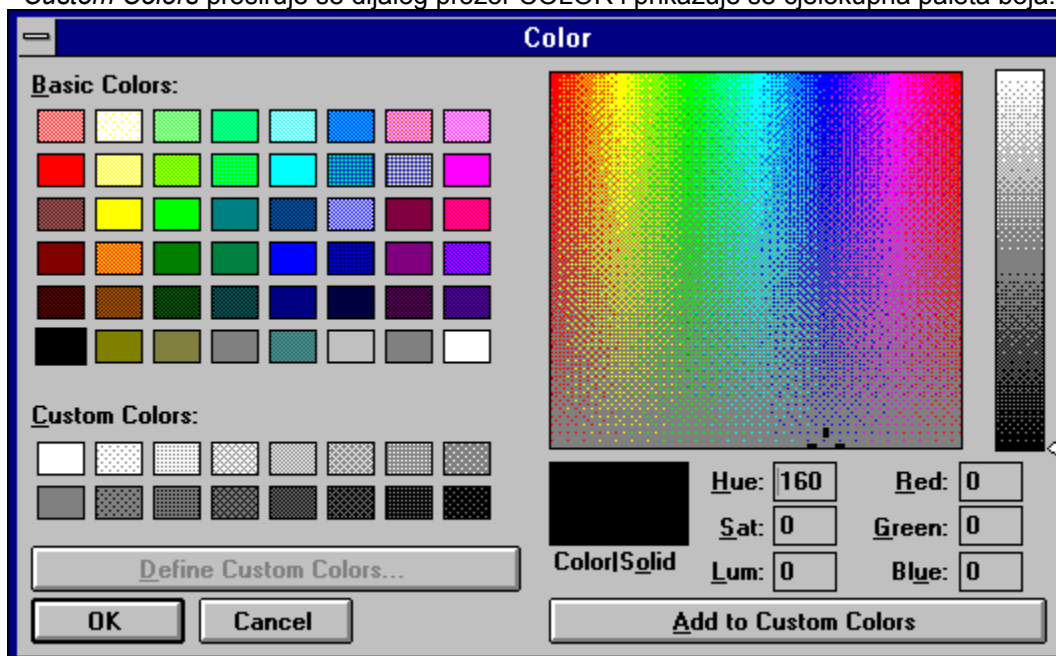 Custom Colors proširuje se dijalog prozor COLOR i prikazuje se cjelokupna paleta boja.
Color
Basic Colors:
Custom Colors:
Define Custom Colors...
OK Cancel
Color|Solid
Hue: 160 Red: 0
Sat: 0 Green: 0
Lum: 0 Blue: 0
Add to Custom Colors